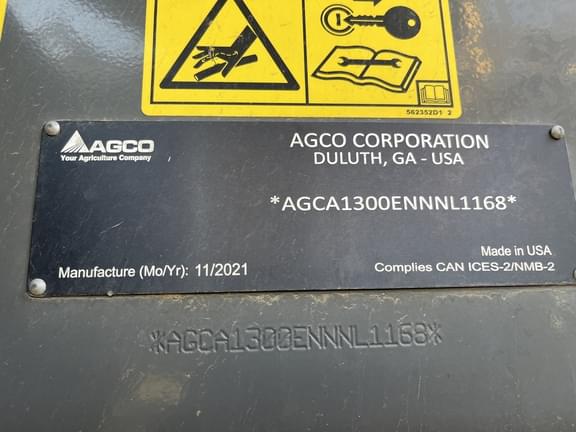 562352D1 2
AGCO
Your Agriculture Company
AGCO CORPORATION
DULUTH, GA - USA
*AGCA1300ENNNL1168*
Made in USA
Manufacture (Mo/Yr): 11/2021
Complies CAN ICES-2/NMB-2
*AGCA1300ENNNL1168*